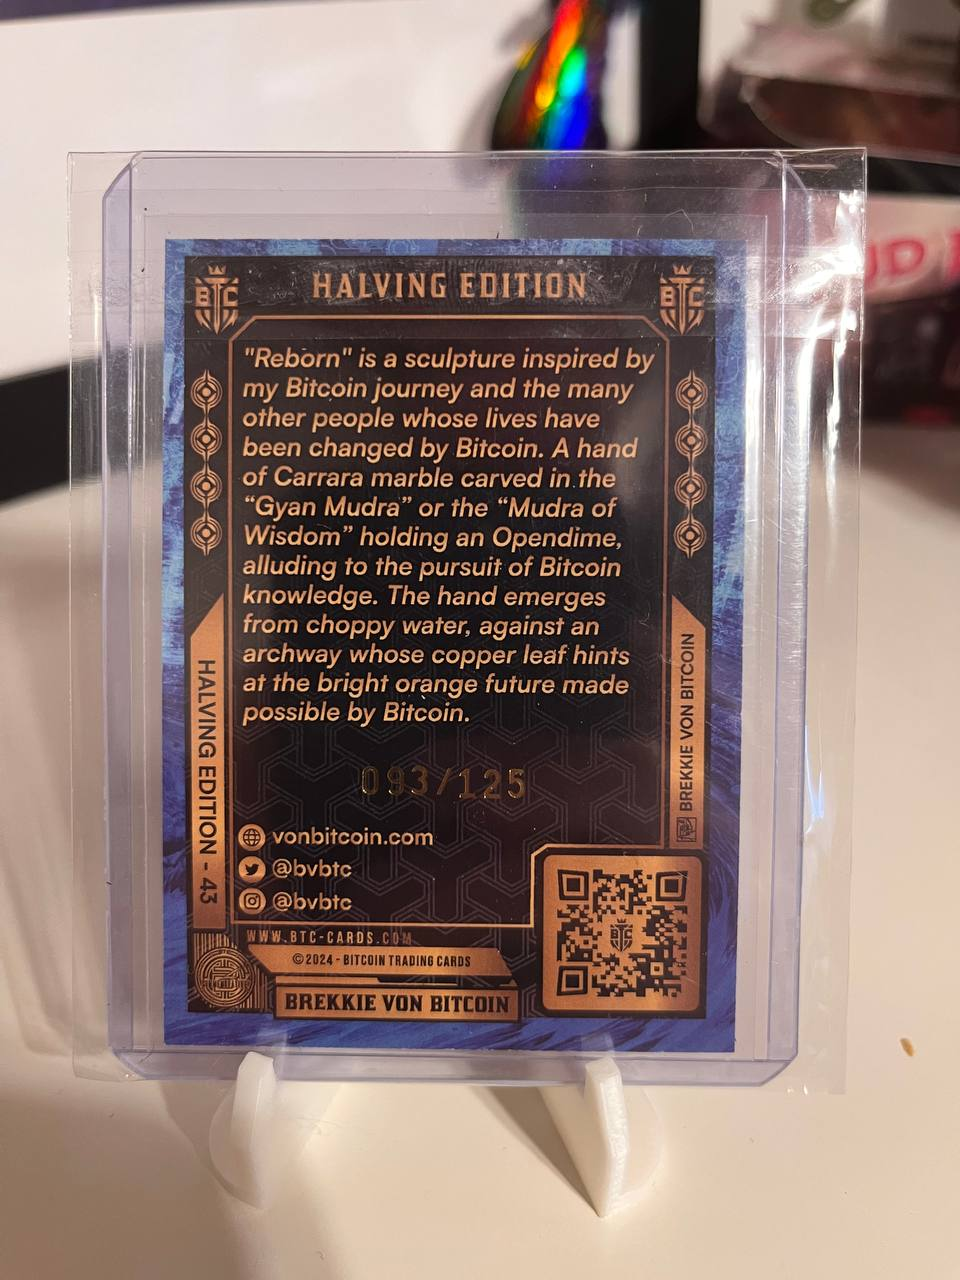 BTC
HALVING EDITION
BTC
"Reborn" is a sculpture inspired by
my Bitcoin journey and the many
other people whose lives have
been changed by Bitcoin. A hand
of Carrara marble carved in the
“Gyan Mudra” or the “Mudra of
Wisdom” holding an Opendime,
alluding to the pursuit of Bitcoin
knowledge. The hand emerges
from choppy water, against an
archway whose copper leaf hints
at the bright orange future made
possible by Bitcoin.
HALVING EDITION - 43
BREKKIE VON BITCOIN
093/125
vonbitcoin.com
@bvbtc
@bvbtc
WWW.BTC-CARDS.COM
©2024 - BITCOIN TRADING CARDS
BREKKIE VON BITCOIN
BTC